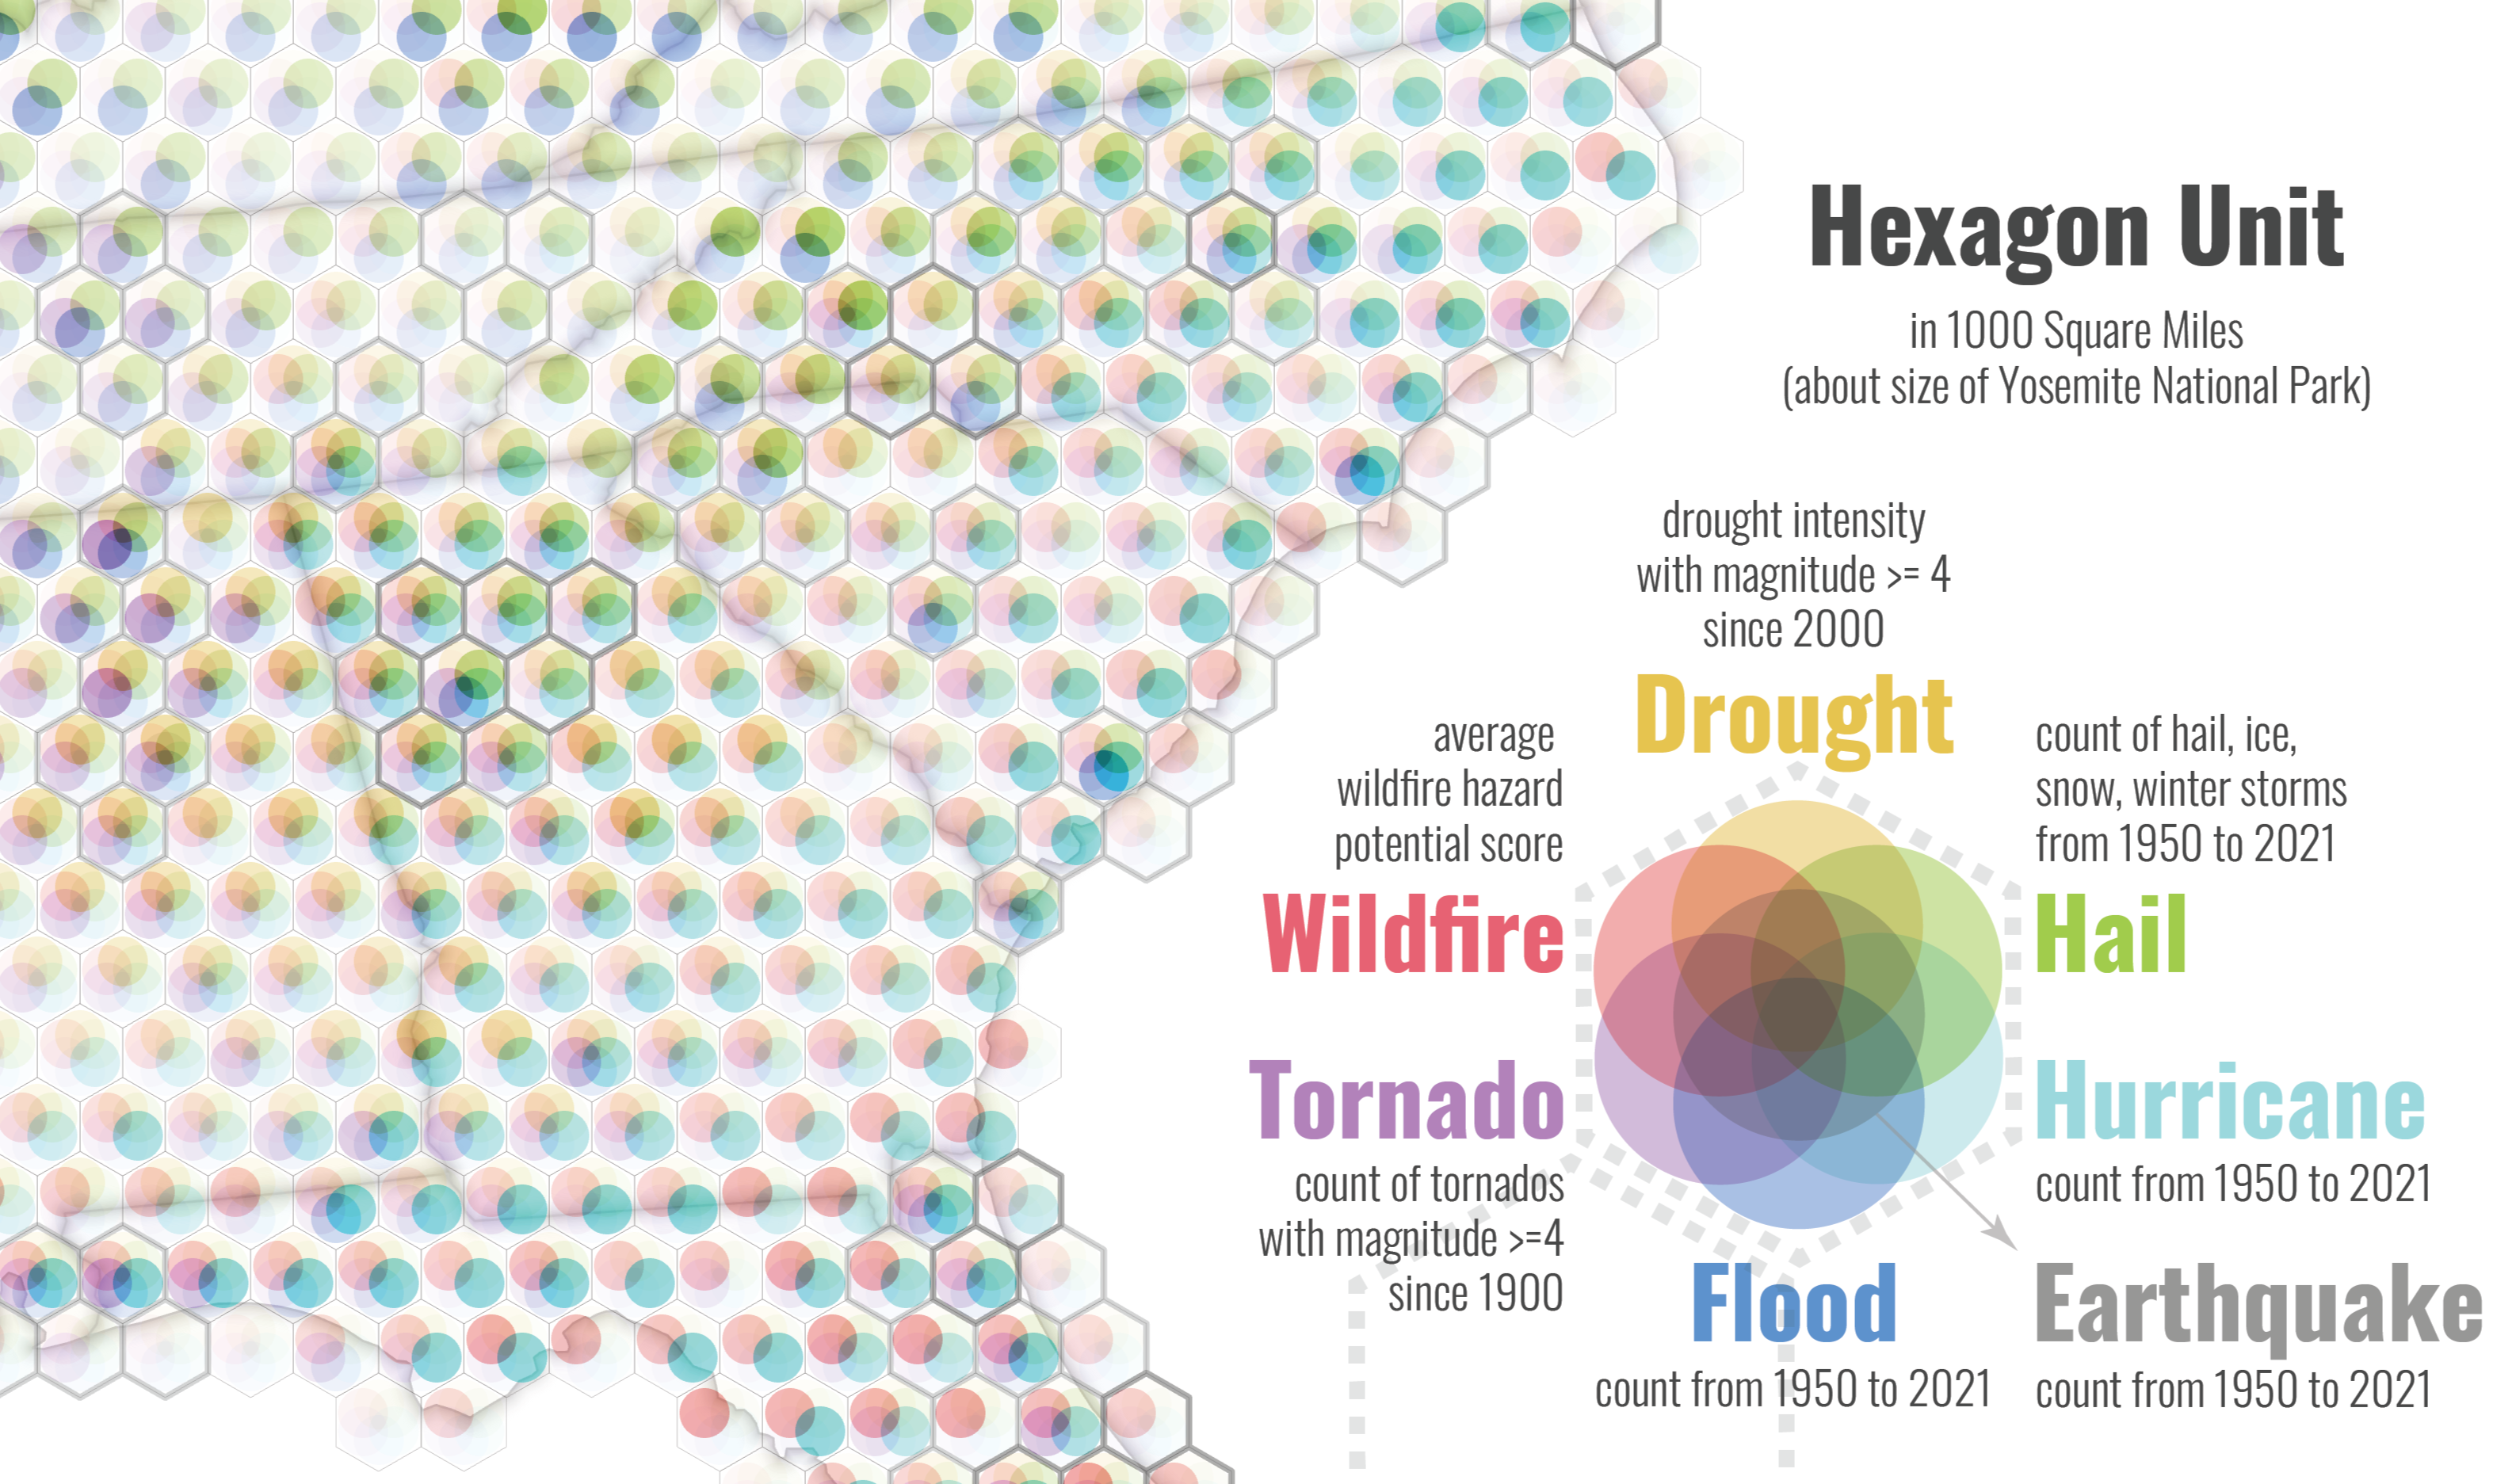 Hexagon Unit
in 1000 Square Miles
(about size of Yosemite National Park)
drought intensity
with magnitude >= 4
since 2000
Drought
average
wildfire hazard
potential score
Wildfire
count of hail, ice,
snow, winter storms
from 1950 to 2021
Hail
Tornado
count of tornados
with magnitude >=4
since 1900
Hurricane
count from 1950 to 2021
Flood
count from 1950 to 2021
Earthquake
count from 1950 to 2021